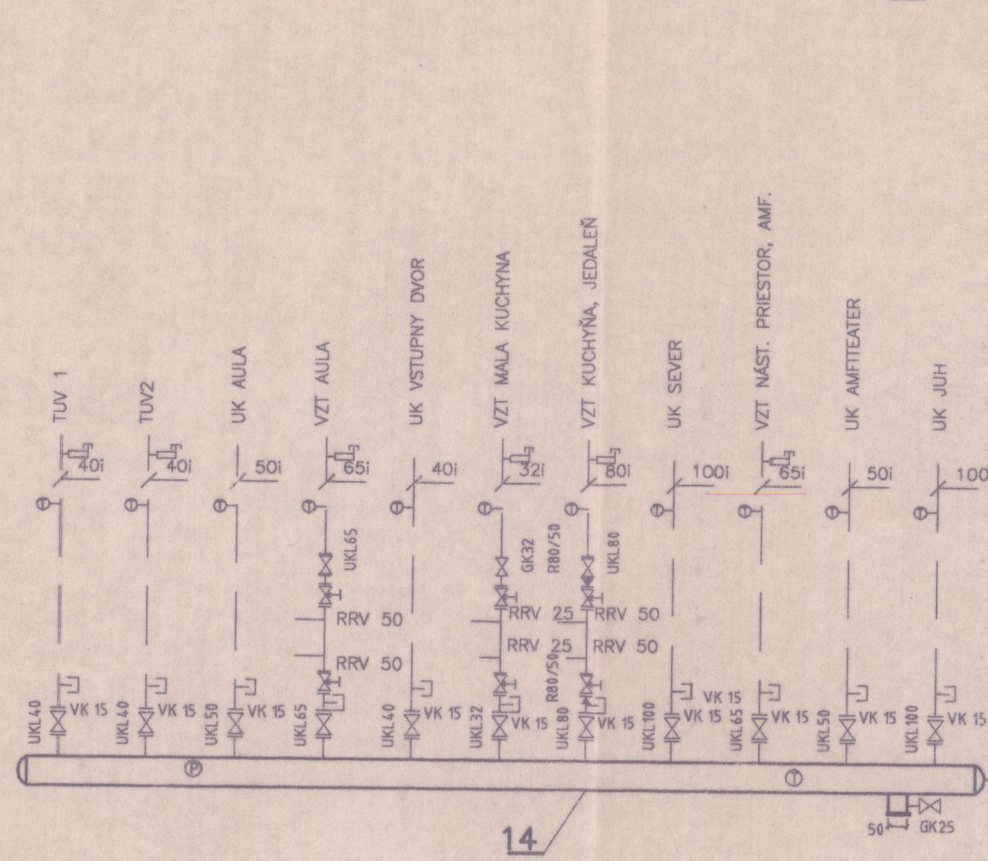 TUV 1
TUV2
UK AULA
VZT AULA
UK VSTUPNY DVOR
VZT MALA KUCHYNA
VZT KUCHYŇA, JEDALEŇ
UK SEVER
VZT NÁST. PRIESTOR, AMF.
UK AMFITEATER
UK JUH
40i
40i
50i
65i
40i
32i
80i
100i
65i
50i
100
UKL65
GK32
R80/50
UKL80
RRV 50
RRV 25
RRV 50
RRV 50
RRV 25
RRV 50
R80/50
UKL40
VK 15
UKL40
VK 15
UKL50
VK 15
UKL65
UKL40
VK 15
UKL32
VK 15
UKL80
VK 15
UKL100
VK 15
VK 15
UKL65
VK 15
UKL50
VK 15
UKL100
VK 15
P
T
50
GK25
14